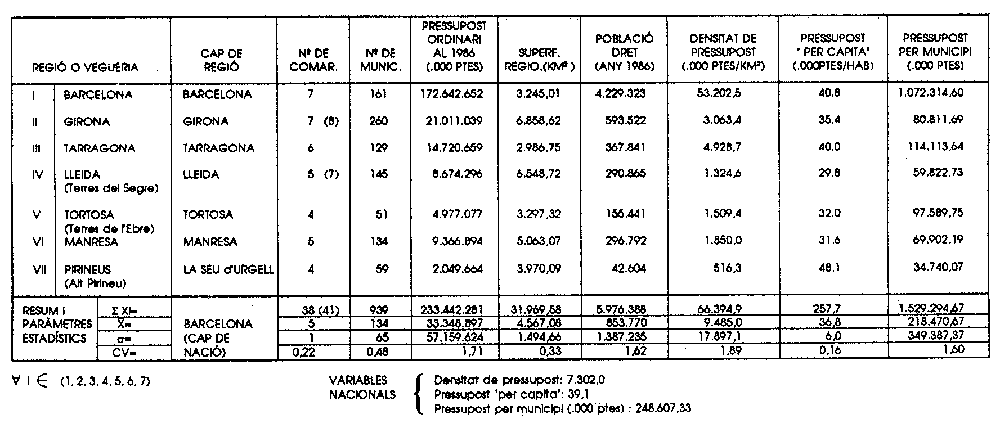 REGIÓ O VEGUERIA | CAP DE REGIÓ | Nº DE COMAR. | Nº DE MUNIC. | PRESSUPOST ORDINARI AL 1986 (.000 PTES) | SUPERF. REGIO.(KM²) | POBLACIÓ DRET (ANY 1986) | DENSITAT DE PRESSUPOST (.000 PTES/KM²) | PRESSUPOST ' PER CAPITA' (.000PTES/HAB) | PRESSUPOST PER MUNICIPI (.000 PTES)
I BARCELONA BARCELONA 7 161 172.642.652 3.245,01 4.229.323 53.202,5 40.8 1.072.314,60
II GIRONA GIRONA 7 (8) 260 21.011.039 6.858,62 593.522 3.063,4 35.4 80.811,69
III TARRAGONA TARRAGONA 6 129 14.720.659 2.986,75 367.841 4.928,7 40.0 114.113,64
IV LLEIDA LLEIDA 5 (7) 145 8.674.296 6.548,72 290.865 1.324,6 29.8 59.822,73
(Terres del Segre)
V TORTOSA TORTOSA 4 51 4.977.077 3.297,32 155.441 1.509,4 32.0 97.589,75
(Terres de l'Ebre)
VI MANRESA MANRESA 5 134 9.366.894 5.063,07 296.792 1.850,0 31.6 69.902,19
VII PIRINEUS LA SEU d'URGELL 4 59 2.049.664 3.970,09 42.604 516,3 48.1 34.740,07
(Alt Pirineu)
RESUM I Σ XI= 38 (41) 939 233.442.281 31.969,58 5.976.388 66.394,9 257,7 1.529.294,67
PARÀMETRES X̄= BARCELONA 5 134 33.348.897 4.567,08 853.770 9.485,0 36,8 218.470,67
ESTADÍSTICS σ= (CAP DE 1 65 57.159.624 1.494,66 1.387.235 17.897,1 6,0 349.387,37
CV= NACIÓ) 0,22 0,48 1,71 0,33 1,62 1,89 0,16 1,60
∀ I ∈ (1, 2, 3, 4, 5, 6, 7)
VARIABLES NACIONALS
Densitat de pressupost: 7.302,0
Pressupost 'per capita': 39,1
Pressupost per municipi (.000 ptes) : 248.607,33